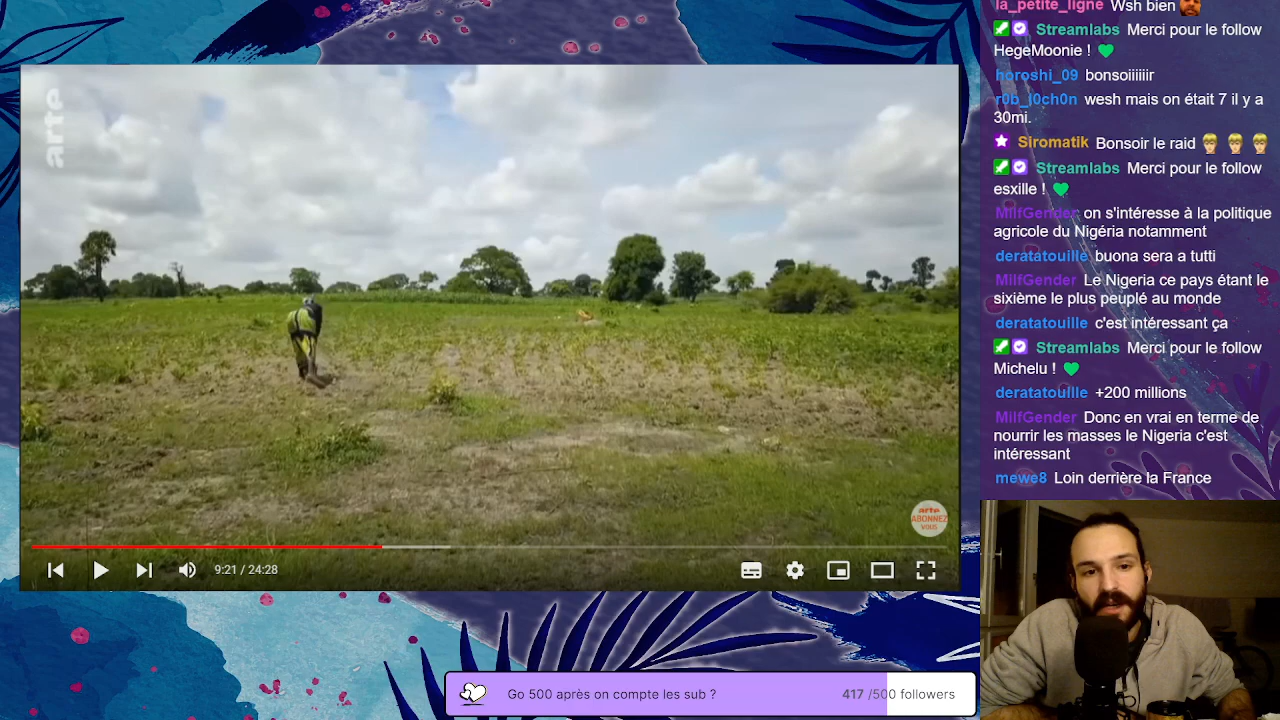 arte
arte
ABONNEZ
VOUS
9:21 / 24:28
la_petite_ligne Wsh bien
Streamlabs Merci pour le follow
HegeMoonie !
horoshi_09 bonsoiiiiiir
r0b_j0ch0n wesh mais on était 7 il y a
30mi.
Siromatik Bonsoir le raid
Streamlabs Merci pour le follow
esxille !
MilfGender on s'intéresse à la politique
agricole du Nigéria notamment
deratatouille buona sera a tutti
MilfGender Le Nigeria ce pays étant le
sixième le plus peuplé au monde
deratatouille c'est intéressant ça
Streamlabs Merci pour le follow
Michelu !
deratatouille +200 millions
MilfGender Donc en vrai en terme de
nourrir les masses le Nigeria c'est
intéressant
mewe8 Loin derrière la France
Go 500 après on compte les sub ?
417 /500 followers